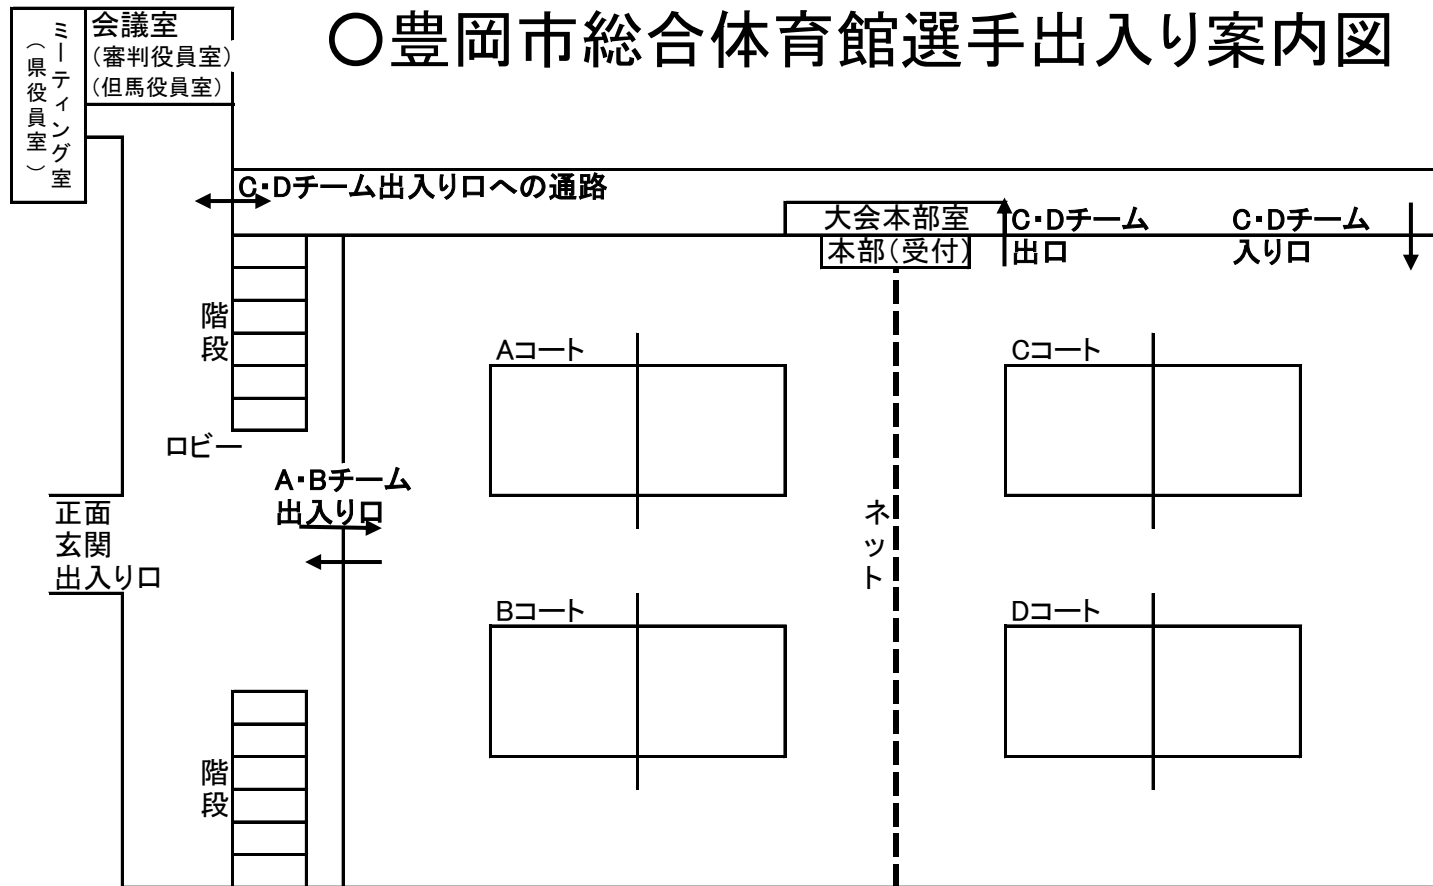 〇豊岡市総合体育館選手出入り案内図
ミーティング室
（県役員室）
会議室
(審判役員室)
(但馬役員室)
C・Dチーム出入り口への通路
大会本部室
本部(受付)
C・Dチーム
出口
C・Dチーム
入り口
階
段
Aコート
Cコート
ロビー
A・Bチーム
出入り口
正面
玄関
出入り口
ネット
Bコート
Dコート
階
段